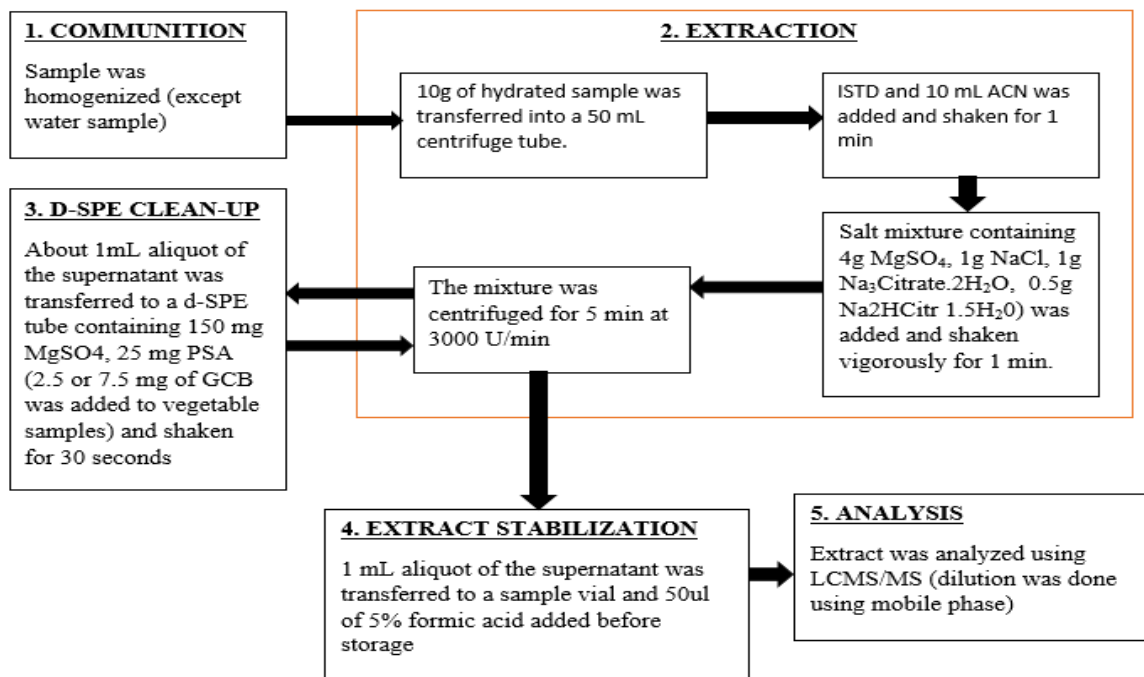 1. COMMUNITION
Sample was
homogenized (except
water sample)
2. EXTRACTION
10g of hydrated sample was
transferred into a 50 mL
centrifuge tube.
ISTD and 10 mL ACN was
added and shaken for 1
min
Salt mixture containing
4g MgSO₄, 1g NaCl, 1g
Na₃Citrate.2H₂O, 0.5g
Na2HCitr 1.5H₂0) was
added and shaken
vigorously for 1 min.
The mixture was
centrifuged for 5 min at
3000 U/min
3. D-SPE CLEAN-UP
About 1mL aliquot of
the supernatant was
transferred to a d-SPE
tube containing 150 mg
MgSO4, 25 mg PSA
(2.5 or 7.5 mg of GCB
was added to vegetable
samples) and shaken
for 30 seconds
4. EXTRACT STABILIZATION
1 mL aliquot of the supernatant was
transferred to a sample vial and 50ul
of 5% formic acid added before
storage
5. ANALYSIS
Extract was analyzed using
LCMS/MS (dilution was done
using mobile phase)